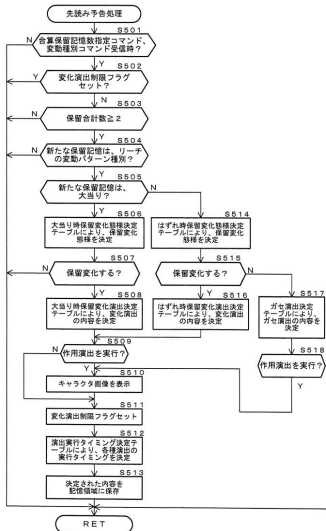 先読み予告処理
S501
合算保留記憶数指定コマンド、
変動種別コマンド受信時?
N
Y
S502
変化演出制限フラグ
セット?
Y
N
S503
保留合計数≧2
N
Y
S504
新たな保留記憶は、リーチの
変動パターン種別?
N
Y
S505
新たな保留記憶は、
大当り?
N
Y
S506
大当り時保留変化態様決定
テーブルにより、保留変化
態様を決定
S514
はずれ時保留変化態様決定
テーブルにより、保留変化
態様を決定
S507
保留変化する?
N
Y
S515
保留変化する?
N
Y
S508
大当り時保留変化演出決定
テーブルにより、変化演出
の内容を決定
S516
はずれ時保留変化演出決定
テーブルにより、変化演出
の内容を決定
S517
ガセ演出決定
テーブルにより、
ガセ演出の内容を
決定
S509
作用演出を実行?
N
Y
S518
作用演出を実行?
N
Y
S510
キャラクタ画像を表示
S511
変化演出制限フラグセット
S512
演出実行タイミング決定テ
ーブルにより、各種演出の
実行タイミングを決定
S513
決定された内容を
記憶領域に保存
RET